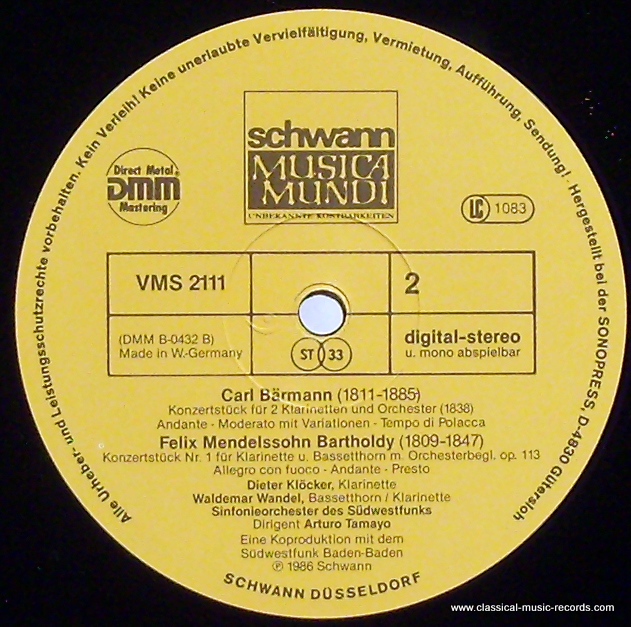 Alle Urheber- und Leistungsschutzrechte vorbehalten. Kein Verleih! Keine unerlaubte Vervielfältigung, Vermietung, Aufführung, Sendung! · Hergestellt bei der SONOPRESS, D-4830 Gütersloh
schwann
MUSICA
MUNDI
UNBEKANNTE KOSTBARKEITEN
Direct Metal
DMM
Mastering
LC 1083
VMS 2111
2
(DMM B-0432 B)
Made in W.-Germany
ST 33
digital-stereo
u. mono abspielbar
Carl Bärmann (1811-1885)
Konzertstück für 2 Klarinetten und Orchester (1838)
Andante - Moderato mit Variationen - Tempo di Polacca
Felix Mendelssohn Bartholdy (1809-1847)
Konzertstück Nr. 1 für Klarinette u. Bassetthorn m. Orchesterbegl. op. 113
Allegro con fuoco - Andante - Presto
Dieter Klöcker, Klarinette
Waldemar Wandel, Bassetthorn / Klarinette
Sinfonieorchester des Südwestfunks
Dirigent Arturo Tamayo
Eine Koproduktion mit dem
Südwestfunk Baden-Baden
℗ 1986 Schwann
SCHWANN DÜSSELDORF
www.classical-music-records.com